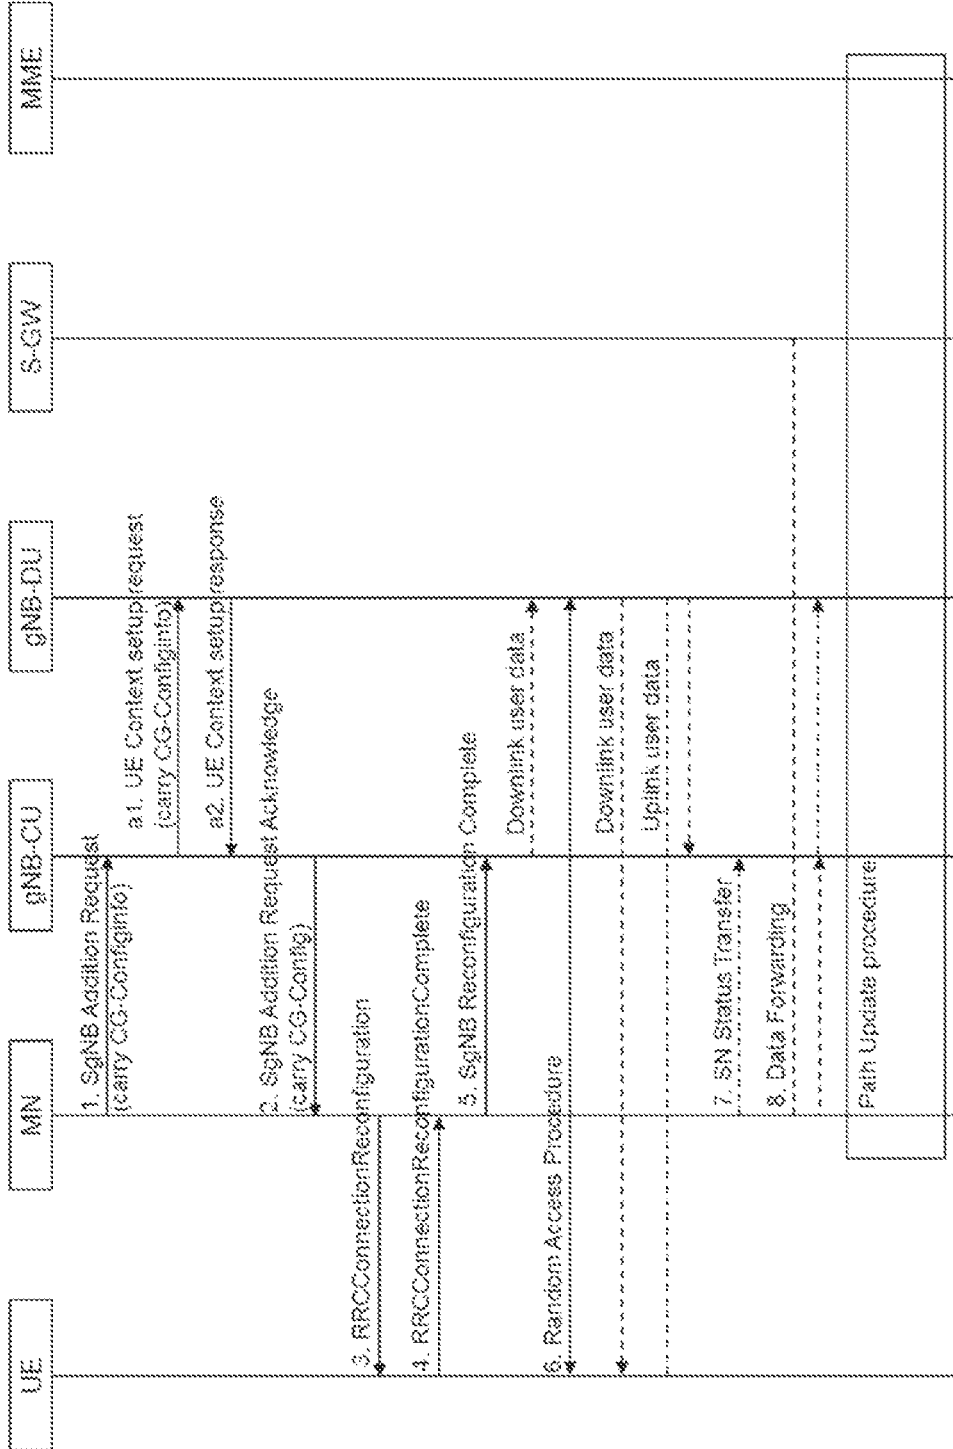 UE
MN
gNB-CU
gNB-DU
S-GW
MME
1. SgNB Addition Request
(carry CG-ConfigInfo)
a1. UE Context setup request
(carry CG-ConfigInfo)
a2. UE Context setup response
2. SgNB Addition Request Acknowledge
(carry CG-Config)
3. RRCConnectionReconfiguration
4. RRCConnectionReconfigurationComplete
5. SgNB Reconfiguration Complete
Downlink user data
6. Random Access Procedure
Downlink user data
Uplink user data
7. SN Status Transfer
8. Data Forwarding
Path Update procedure